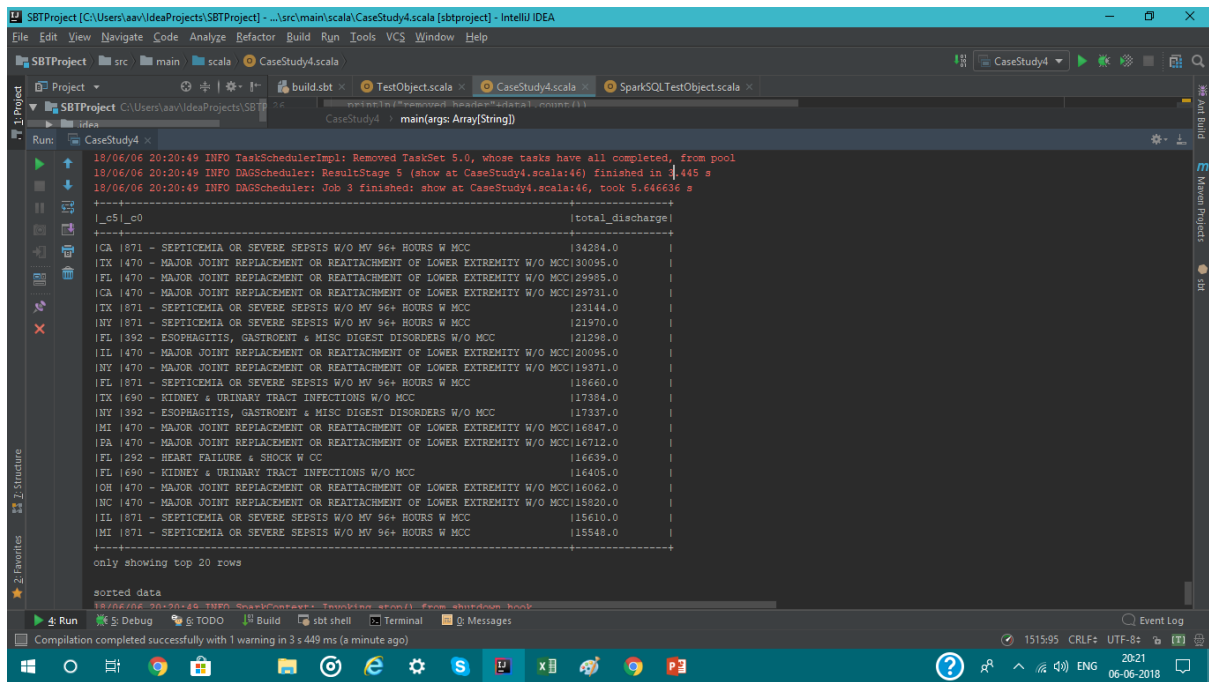 SBTProject [C:\Users\aav\IdeaProjects\SBTProject] - ...\src\main\scala\CaseStudy4.scala [sbtproject] - IntelliJ IDEA
File Edit View Navigate Code Analyze Refactor Build Run Tools VCS Window Help
SBTProject src main scala CaseStudy4.scala CaseStudy4
Project build.sbt TestObject.scala CaseStudy4.scala SparkSQLTestObject.scala
SBTProject C:\Users\aav\IdeaProjects\SBTP 26 println("removed header"+data1.count())
.idea CaseStudy4 main(args: Array[String])
Run: CaseStudy4
18/06/06 20:20:49 INFO TaskSchedulerImpl: Removed TaskSet 5.0, whose tasks have all completed, from pool
18/06/06 20:20:49 INFO DAGScheduler: ResultStage 5 (show at CaseStudy4.scala:46) finished in 3.445 s
18/06/06 20:20:49 INFO DAGScheduler: Job 3 finished: show at CaseStudy4.scala:46, took 5.646636 s
+---+------------------------------------------------------------------------+---------------+
|_c5|_c0 |total_discharge|
+---+------------------------------------------------------------------------+---------------+
|CA |871 - SEPTICEMIA OR SEVERE SEPSIS W/O MV 96+ HOURS W MCC |34284.0 |
|TX |470 - MAJOR JOINT REPLACEMENT OR REATTACHMENT OF LOWER EXTREMITY W/O MCC|30095.0 |
|FL |470 - MAJOR JOINT REPLACEMENT OR REATTACHMENT OF LOWER EXTREMITY W/O MCC|29985.0 |
|CA |470 - MAJOR JOINT REPLACEMENT OR REATTACHMENT OF LOWER EXTREMITY W/O MCC|29731.0 |
|TX |871 - SEPTICEMIA OR SEVERE SEPSIS W/O MV 96+ HOURS W MCC |23144.0 |
|NY |871 - SEPTICEMIA OR SEVERE SEPSIS W/O MV 96+ HOURS W MCC |21970.0 |
|FL |392 - ESOPHAGITIS, GASTROENT & MISC DIGEST DISORDERS W/O MCC |21298.0 |
|IL |470 - MAJOR JOINT REPLACEMENT OR REATTACHMENT OF LOWER EXTREMITY W/O MCC|20095.0 |
|NY |470 - MAJOR JOINT REPLACEMENT OR REATTACHMENT OF LOWER EXTREMITY W/O MCC|19371.0 |
|FL |871 - SEPTICEMIA OR SEVERE SEPSIS W/O MV 96+ HOURS W MCC |18660.0 |
|TX |690 - KIDNEY & URINARY TRACT INFECTIONS W/O MCC |17384.0 |
|NY |392 - ESOPHAGITIS, GASTROENT & MISC DIGEST DISORDERS W/O MCC |17337.0 |
|MI |470 - MAJOR JOINT REPLACEMENT OR REATTACHMENT OF LOWER EXTREMITY W/O MCC|16847.0 |
|PA |470 - MAJOR JOINT REPLACEMENT OR REATTACHMENT OF LOWER EXTREMITY W/O MCC|16712.0 |
|FL |292 - HEART FAILURE & SHOCK W CC |16639.0 |
|FL |690 - KIDNEY & URINARY TRACT INFECTIONS W/O MCC |16405.0 |
|OH |470 - MAJOR JOINT REPLACEMENT OR REATTACHMENT OF LOWER EXTREMITY W/O MCC|16062.0 |
|NC |470 - MAJOR JOINT REPLACEMENT OR REATTACHMENT OF LOWER EXTREMITY W/O MCC|15820.0 |
|IL |871 - SEPTICEMIA OR SEVERE SEPSIS W/O MV 96+ HOURS W MCC |15610.0 |
|MI |871 - SEPTICEMIA OR SEVERE SEPSIS W/O MV 96+ HOURS W MCC |15548.0 |
+---+------------------------------------------------------------------------+---------------+
only showing top 20 rows
sorted data
18/06/06 20:20:49 INFO SparkContext: Invoking stop() from shutdown hook
1: Project
7: Structure
2: Favorites
Ant Build
Maven Projects
sbt
4: Run 5: Debug 6: TODO Build sbt shell Terminal 0: Messages Event Log
Compilation completed successfully with 1 warning in 3 s 449 ms (a minute ago) 1515:95 CRLF UTF-8
ENG 20:21
06-06-2018